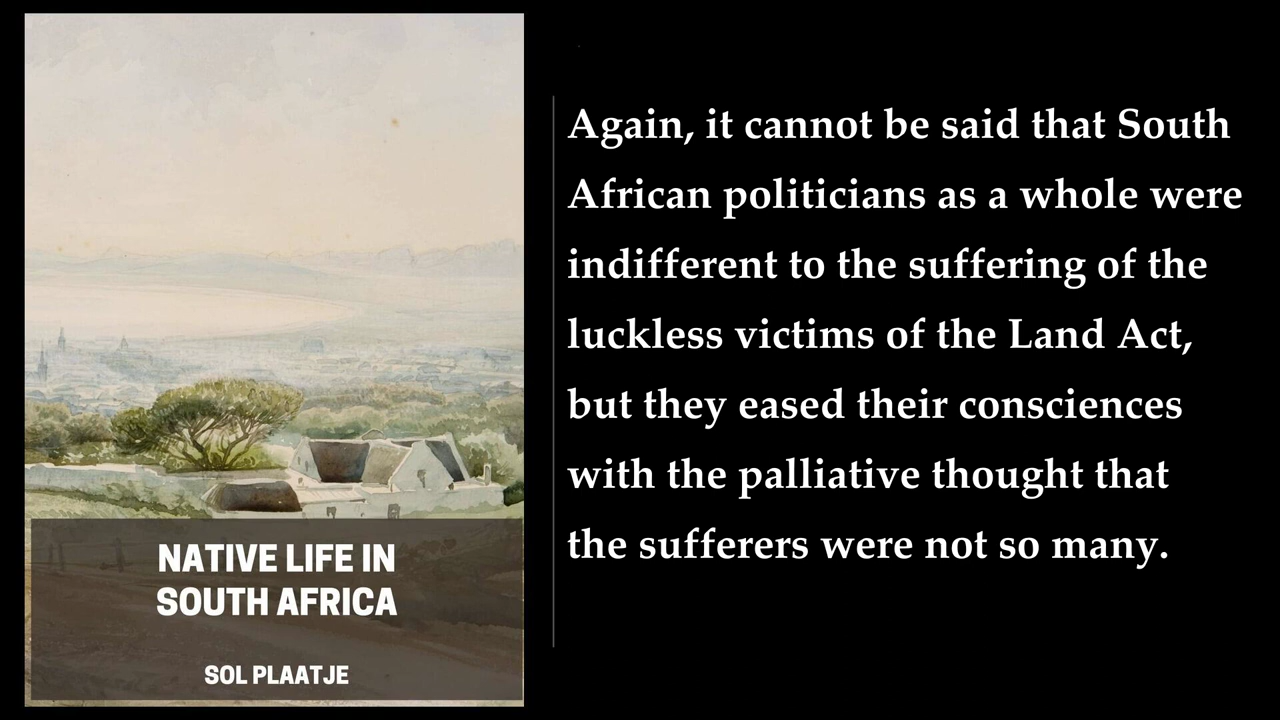 NATIVE LIFE IN
SOUTH AFRICA
SOL PLAATJE
Again, it cannot be said that South
African politicians as a whole were
indifferent to the suffering of the
luckless victims of the Land Act,
but they eased their consciences
with the palliative thought that
the sufferers were not so many.